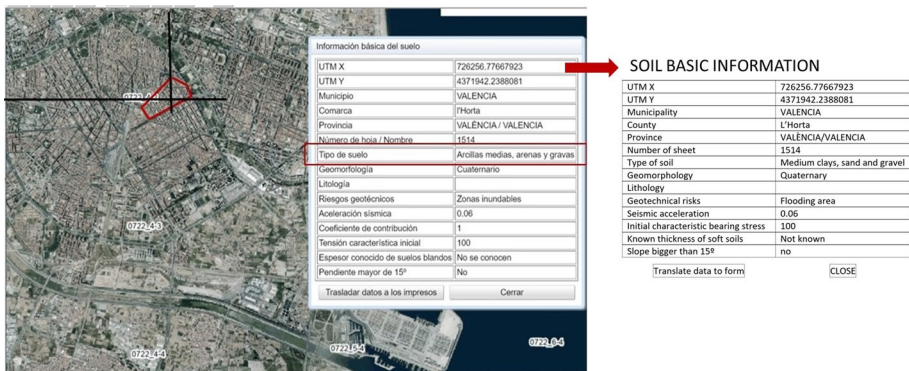 Información básica del suelo
UTM X 726256,77667923
UTM Y 4371942.2388081
Municipio VALENCIA
Comarca l'Horta
Provincia VALÈNCIA / VALENCIA
Número de hoja / Nombre 1514
Tipo de suelo Arcillas medias, arenas y gravas
Geomorfología Cuaternario
Litología
Riesgos geotécnicos Zonas inundables
Aceleración sísmica 0.06
Coeficiente de contribución 1
Tensión característica inicial 100
Espesor conocido de suelos blandos No se conocen
Pendiente mayor de 15º No
Trasladar datos a los impresos Cerrar
0722_4-3
0722_4-4
0722_5-4
0722_6-4
SOIL BASIC INFORMATION
UTM X 726256.77667923
UTM Y 4371942.2388081
Municipality VALENCIA
County L'Horta
Province VALÈNCIA/VALENCIA
Number of sheet 1514
Type of soil Medium clays, sand and gravel
Geomorphology Quaternary
Lithology
Geotechnical risks Flooding area
Seismic acceleration 0.06
Initial characteristic bearing stress 100
Known thickness of soft soils Not known
Slope bigger than 15º no
Translate data to form CLOSE